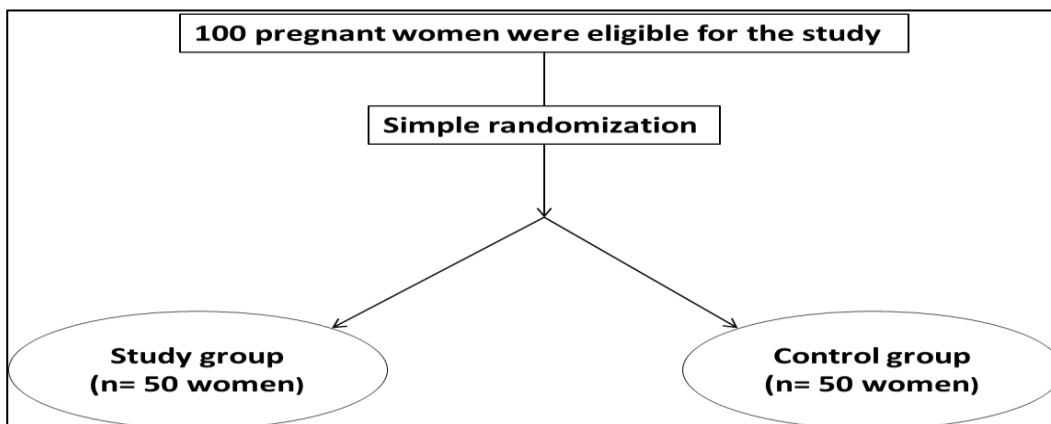 100 pregnant women were eligible for the study
Simple randomization
Study group
(n= 50 women)
Control group
(n= 50 women)